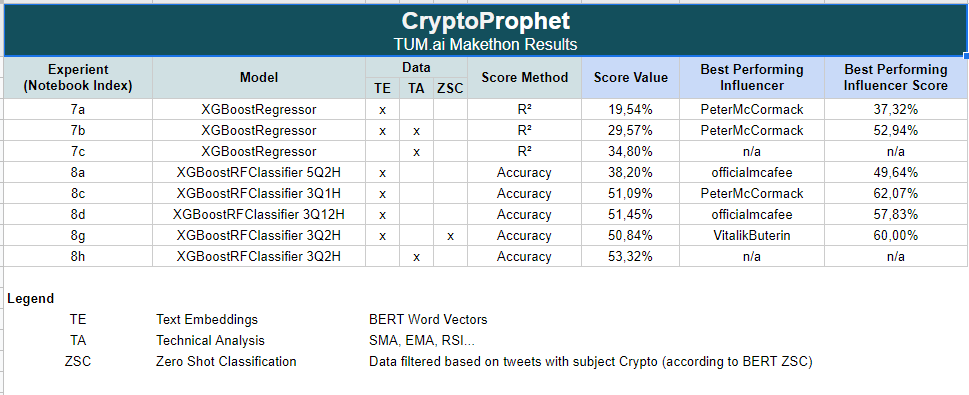 CryptoProphet
TUM.ai Makethon Results
Experient (Notebook Index) Model Data Score Method Score Value Best Performing Influencer Best Performing Influencer Score
TE TA ZSC
7a XGBoostRegressor x R² 19,54% PeterMcCormack 37,32%
7b XGBoostRegressor x x R² 29,57% PeterMcCormack 52,94%
7c XGBoostRegressor x R² 34,80% n/a n/a
8a XGBoostRFClassifier 5Q2H x Accuracy 38,20% officialmcafee 49,64%
8c XGBoostRFClassifier 3Q1H x Accuracy 51,09% PeterMcCormack 62,07%
8d XGBoostRFClassifier 3Q12H x Accuracy 51,45% officialmcafee 57,83%
8g XGBoostRFClassifier 3Q2H x x Accuracy 50,84% VitalikButerin 60,00%
8h XGBoostRFClassifier 3Q2H x Accuracy 53,32% n/a n/a
Legend
TE Text Embeddings BERT Word Vectors
TA Technical Analysis SMA, EMA, RSI...
ZSC Zero Shot Classification Data filtered based on tweets with subject Crypto (according to BERT ZSC)